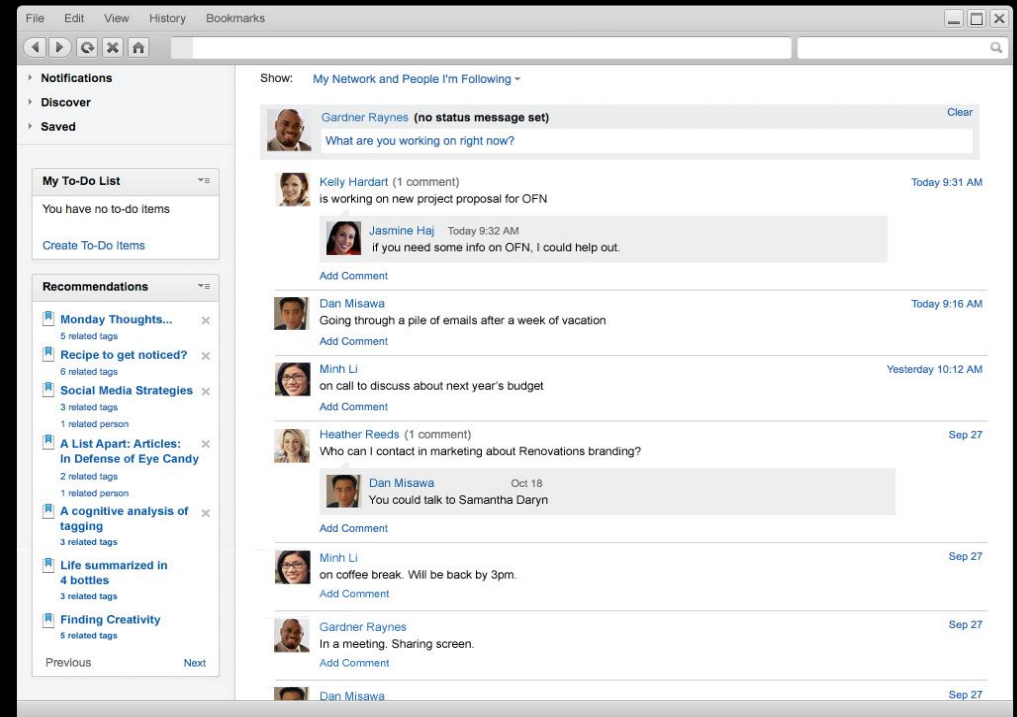 File Edit View History Bookmarks
Notifications
Discover
Saved
My To-Do List
You have no to-do items
Create To-Do Items
Recommendations
Monday Thoughts...
5 related tags
Recipe to get noticed?
6 related tags
Social Media Strategies
3 related tags
1 related person
A List Apart: Articles:
In Defense of Eye Candy
2 related tags
1 related person
A cognitive analysis of
tagging
3 related tags
Life summarized in
4 bottles
3 related tags
Finding Creativity
5 related tags
Previous Next
Show: My Network and People I'm Following
Gardner Raynes (no status message set) Clear
What are you working on right now?
Kelly Hardart (1 comment) Today 9:31 AM
is working on new project proposal for OFN
Jasmine Haj Today 9:32 AM
if you need some info on OFN, I could help out.
Add Comment
Dan Misawa Today 9:16 AM
Going through a pile of emails after a week of vacation
Add Comment
Minh Li Yesterday 10:12 AM
on call to discuss about next year's budget
Add Comment
Heather Reeds (1 comment) Sep 27
Who can I contact in marketing about Renovations branding?
Dan Misawa Oct 18
You could talk to Samantha Daryn
Add Comment
Minh Li Sep 27
on coffee break. Will be back by 3pm.
Add Comment
Gardner Raynes Sep 27
In a meeting. Sharing screen.
Add Comment
Dan Misawa Sep 27